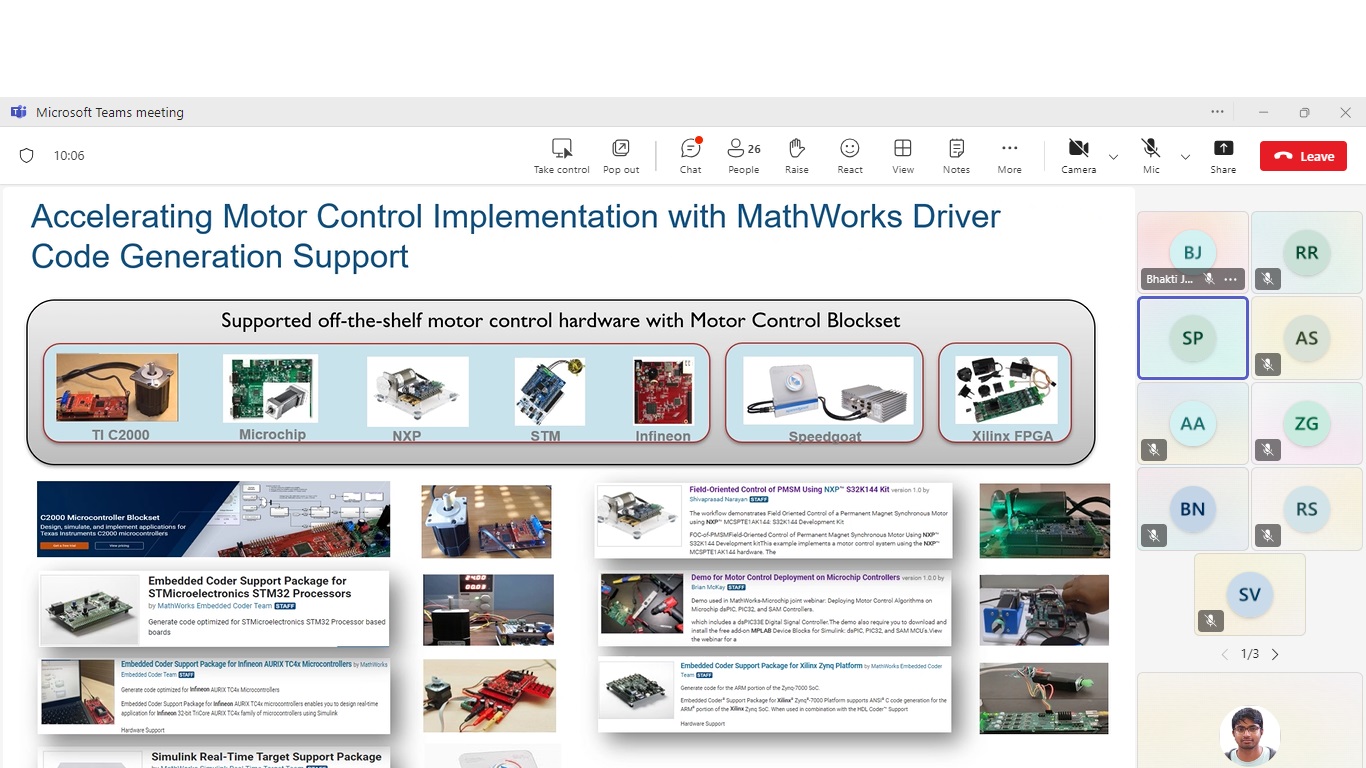 Microsoft Teams meeting
10:06
Take control
Pop out
Chat
26
People
Raise
React
View
Notes
More
Camera
Mic
Share
Leave
Accelerating Motor Control Implementation with MathWorks Driver
Code Generation Support
Supported off-the-shelf motor control hardware with Motor Control Blockset
TI C2000
Microchip
NXP
STM
Infineon
Speedgoat
Xilinx FPGA
C2000 Microcontroller Blockset
Design, simulate, and implement applications for
Texas Instruments C2000 microcontrollers
Get a free trial
View pricing
Embedded Coder Support Package for
STMicroelectronics STM32 Processors
by MathWorks Embedded Coder Team STAFF
Generate code optimized for STMicroelectronics STM32 Processor based
boards
Embedded Coder Support Package for Infineon AURIX TC4x Microcontrollers by MathWorks
Embedded Coder Team STAFF
Generate code optimized for Infineon AURIX TC4x Microcontrollers
Embedded Coder Support Package for Infineon AURIX TC4x microcontrollers enables you to design real-time
application for Infineon 32-bit TriCore AURIX TC4x family of microcontrollers using Simulink
Hardware Support
Simulink Real-Time Target Support Package
by MathWorks Simulink Real-Time Target Team STAFF
24.00
Field-Oriented Control of PMSM Using NXP™ S32K144 Kit version 1.0 by
Shivaprasad Narayan STAFF
The workflow demonstrates Field Oriented Control of a Permanent Magnet Synchronous Motor
using NXP™ MCSPTE1AK144: S32K144 Development Kit
FOC-of-PMSMField-Oriented Control of Permanent Magnet Synchronous Motor Using NXP™
S32K144 Development kitThis example implements a motor control system using the NXP™
MCSPTE1AK144 hardware. The
Demo for Motor Control Deployment on Microchip Controllers version 1.0.0 by
Brian McKay STAFF
Demo used in MathWorks-Microchip joint webinar: Deploying Motor Control Algorithms on
Microchip dsPIC, PIC32, and SAM Controllers.
which includes a dsPIC33E Digital Signal Controller.The demo also require you to download and
install the free add-on MPLAB Device Blocks for Simulink: dsPIC, PIC32, and SAM MCU's.View
the webinar for a
Embedded Coder Support Package for Xilinx Zynq Platform by MathWorks Embedded Coder
Team STAFF
Generate code for the ARM portion of the Zynq-7000 SoC.
Embedded Coder® Support Package for Xilinx® Zynq®-7000 Platform supports ANSI® C code generation for the
ARM® portion of the Xilinx Zynq SoC. When used in combination with the HDL Coder™ Support
Hardware Support
BJ
Bhakti J...
RR
SP
AS
AA
ZG
BN
RS
SV
1/3